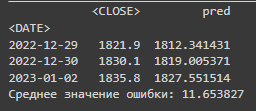 <CLOSE> pred
<DATE>
2022-12-29 1821.9 1812.341431
2022-12-30 1830.1 1819.005371
2023-01-02 1835.8 1827.551514
Среднее значение ошибки: 11.653827